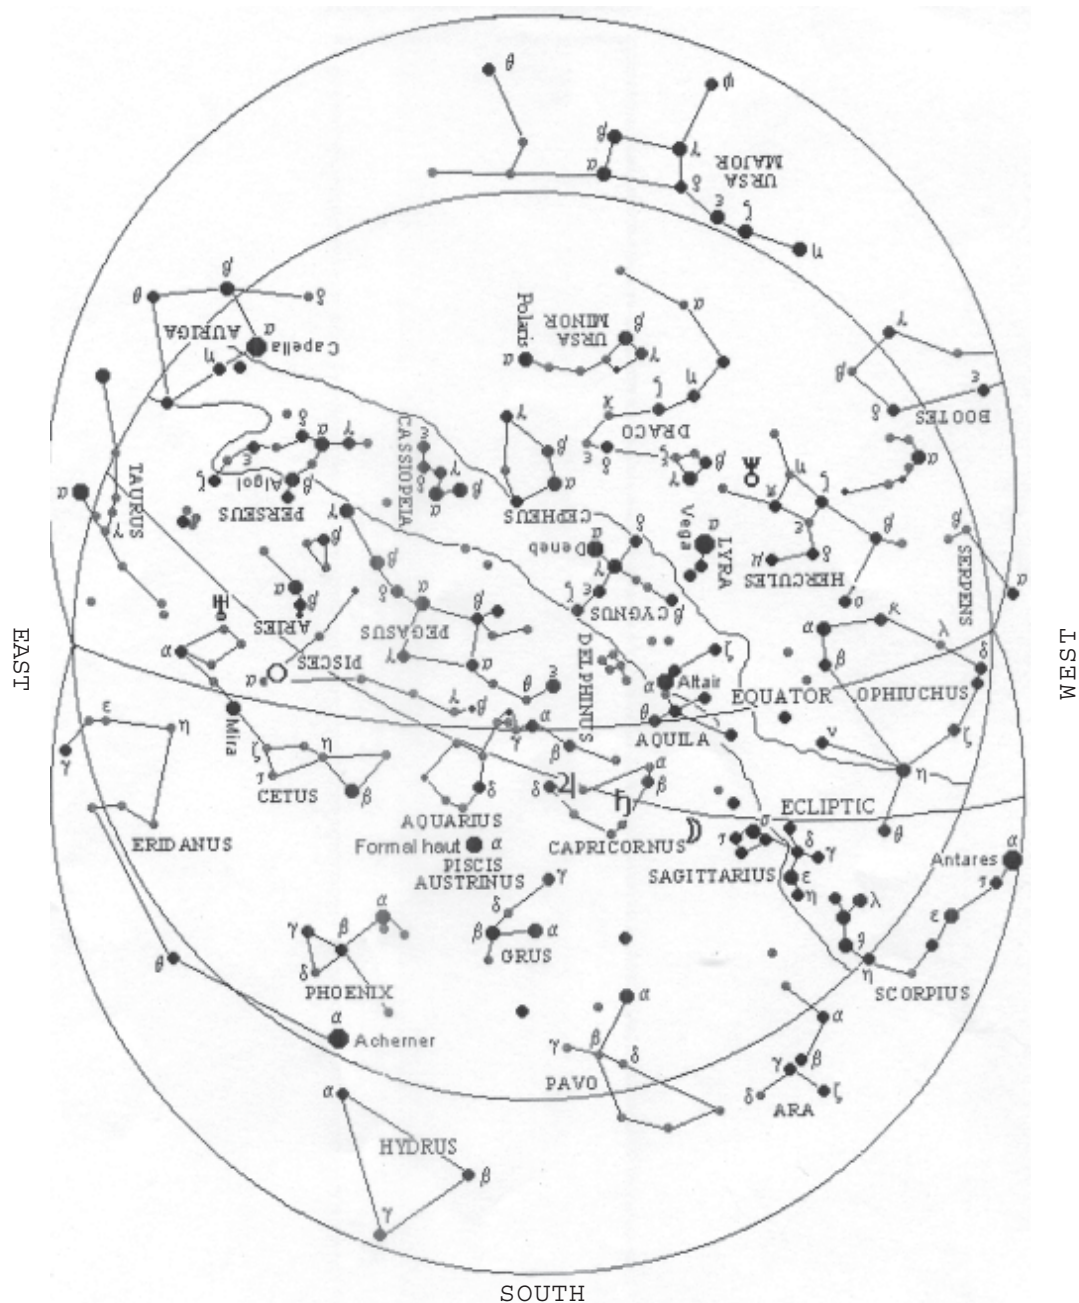 θ
φ
β
γ
α
δ
URSA
MAJOR
ε
ζ
η
β
θ
δ
AURIGA
α
Capella
η
Polaris
α
URSA
MINOR
β
γ
α
η
ζ
χ
DRACO
ε
δ
ξ
β
γ
γ
β
δ
ε
BOOTES
TAURUS
α
γ
δ
α
γ
ε
ζ
Algol
β
PERSEUS
CASSIOPEIA
ε
γ
δ
α
β
γ
β
α
CEPHEUS
η
ζ
ε
β
δ
μ
HERCULES
α
α
Vega
LYRA
α
Deneb
δ
γ
ε
ζ
β
CYGNUS
β
SERPENS
α
γ
β
δ
α
β
PEGASUS
γ
α
θ
ε
β
α
β
ARIES
PISCES
α
γ
β
DELPHINUS
ζ
α
Altair
θ
AQUILA
EQUATOR
α
β
κ
λ
δ
OPHIUCHUS
ν
ζ
η
θ
EAST
WEST
α
Mira
ε
η
γ
ERIDANUS
ζ
η
τ
CETUS
β
γ
α
β
δ
AQUARIUS
α
β
δ
CAPRICORNUS
ECLIPTIC
Formal haut
α
PISCIS
AUSTRINUS
γ
δ
β
α
GRUS
σ
τ
δ
γ
SAGITTARIUS
ε
η
α
Antares
τ
ε
λ
η
SCORPIUS
α
γ
β
δ
PHOENIX
θ
α
Acherner
α
β
γ
δ
PAVO
α
β
γ
δ
ζ
ARA
α
HYDRUS
β
γ
SOUTH